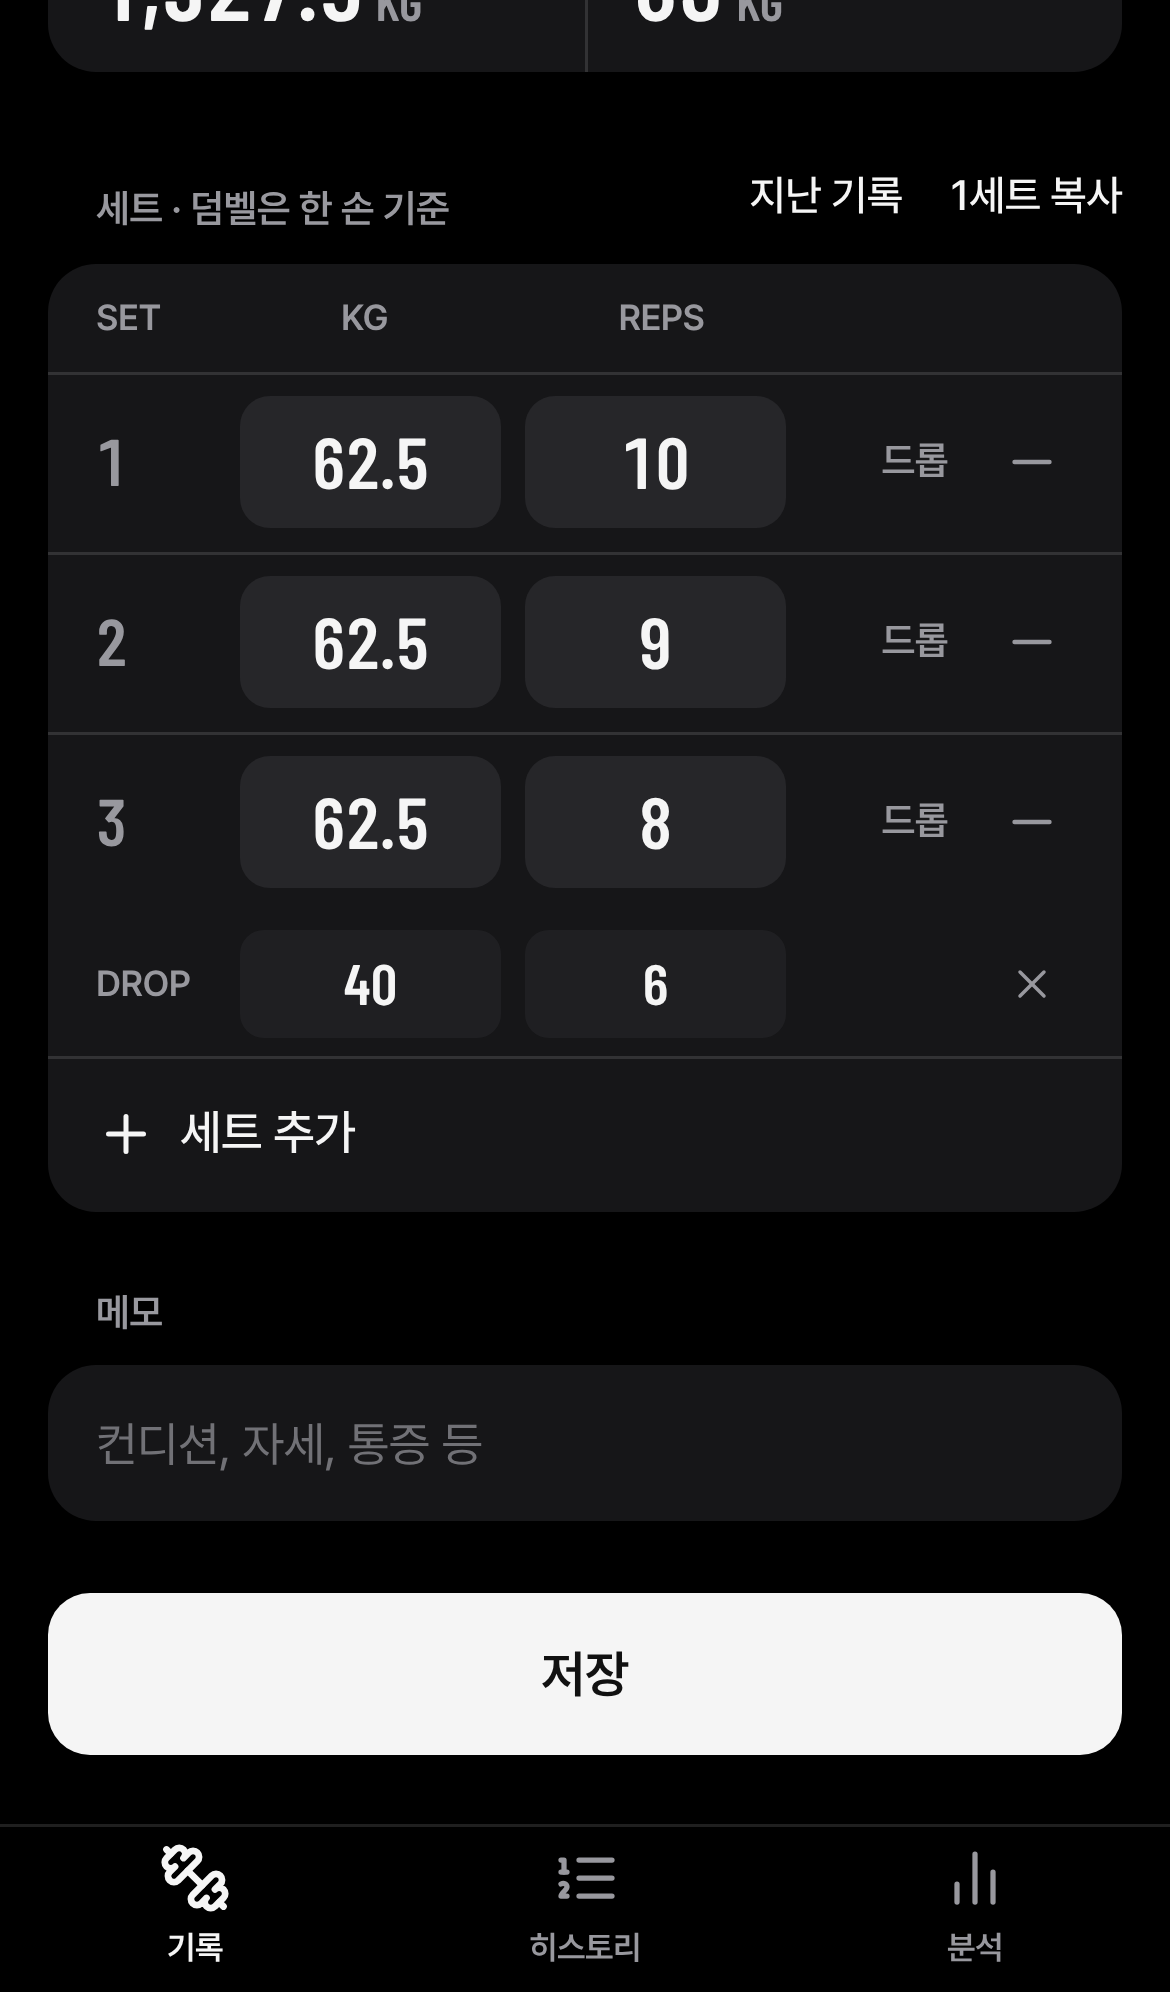 KG KG
세트 · 덤벨은 한 손 기준 지난 기록 1세트 복사
SET KG REPS
1 62.5 10 드롭
2 62.5 9 드롭
3 62.5 8 드롭
DROP 40 6
세트 추가
메모
컨디션, 자세, 통증 등
저장
기록 히스토리 분석